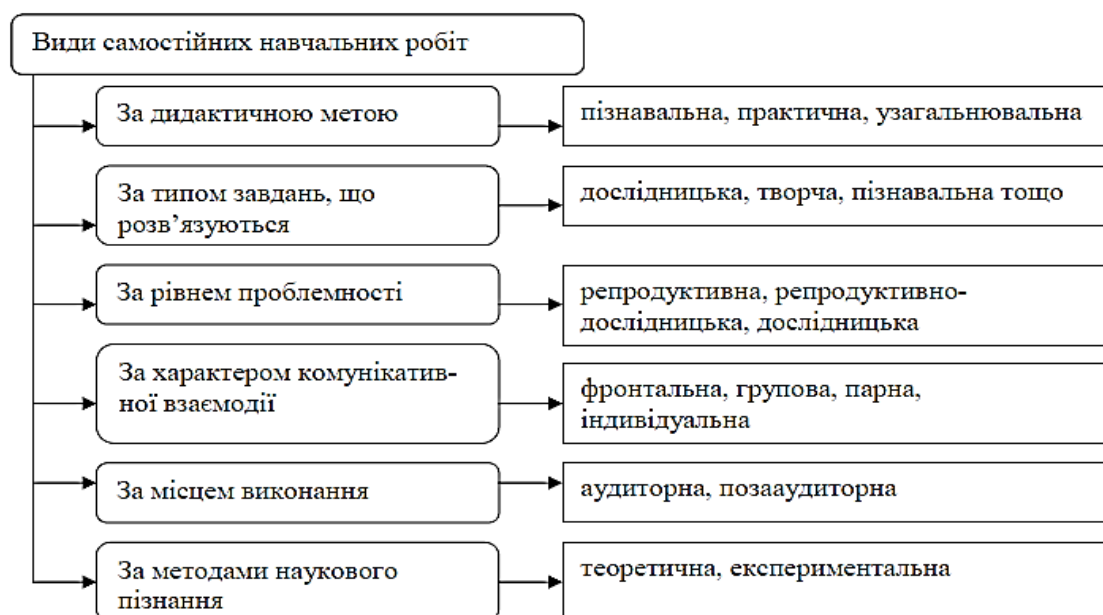 Види самостійних навчальних робіт
За дидактичною метою
пізнавальна, практична, узагальнювальна
За типом завдань, що
розв’язуються
дослідницька, творча, пізнавальна тощо
За рівнем проблемності
репродуктивна, репродуктивно-
дослідницька, дослідницька
За характером комунікатив-
ної взаємодії
фронтальна, групова, парна,
індивідуальна
За місцем виконання
аудиторна, позааудиторна
За методами наукового
пізнання
теоретична, експериментальна